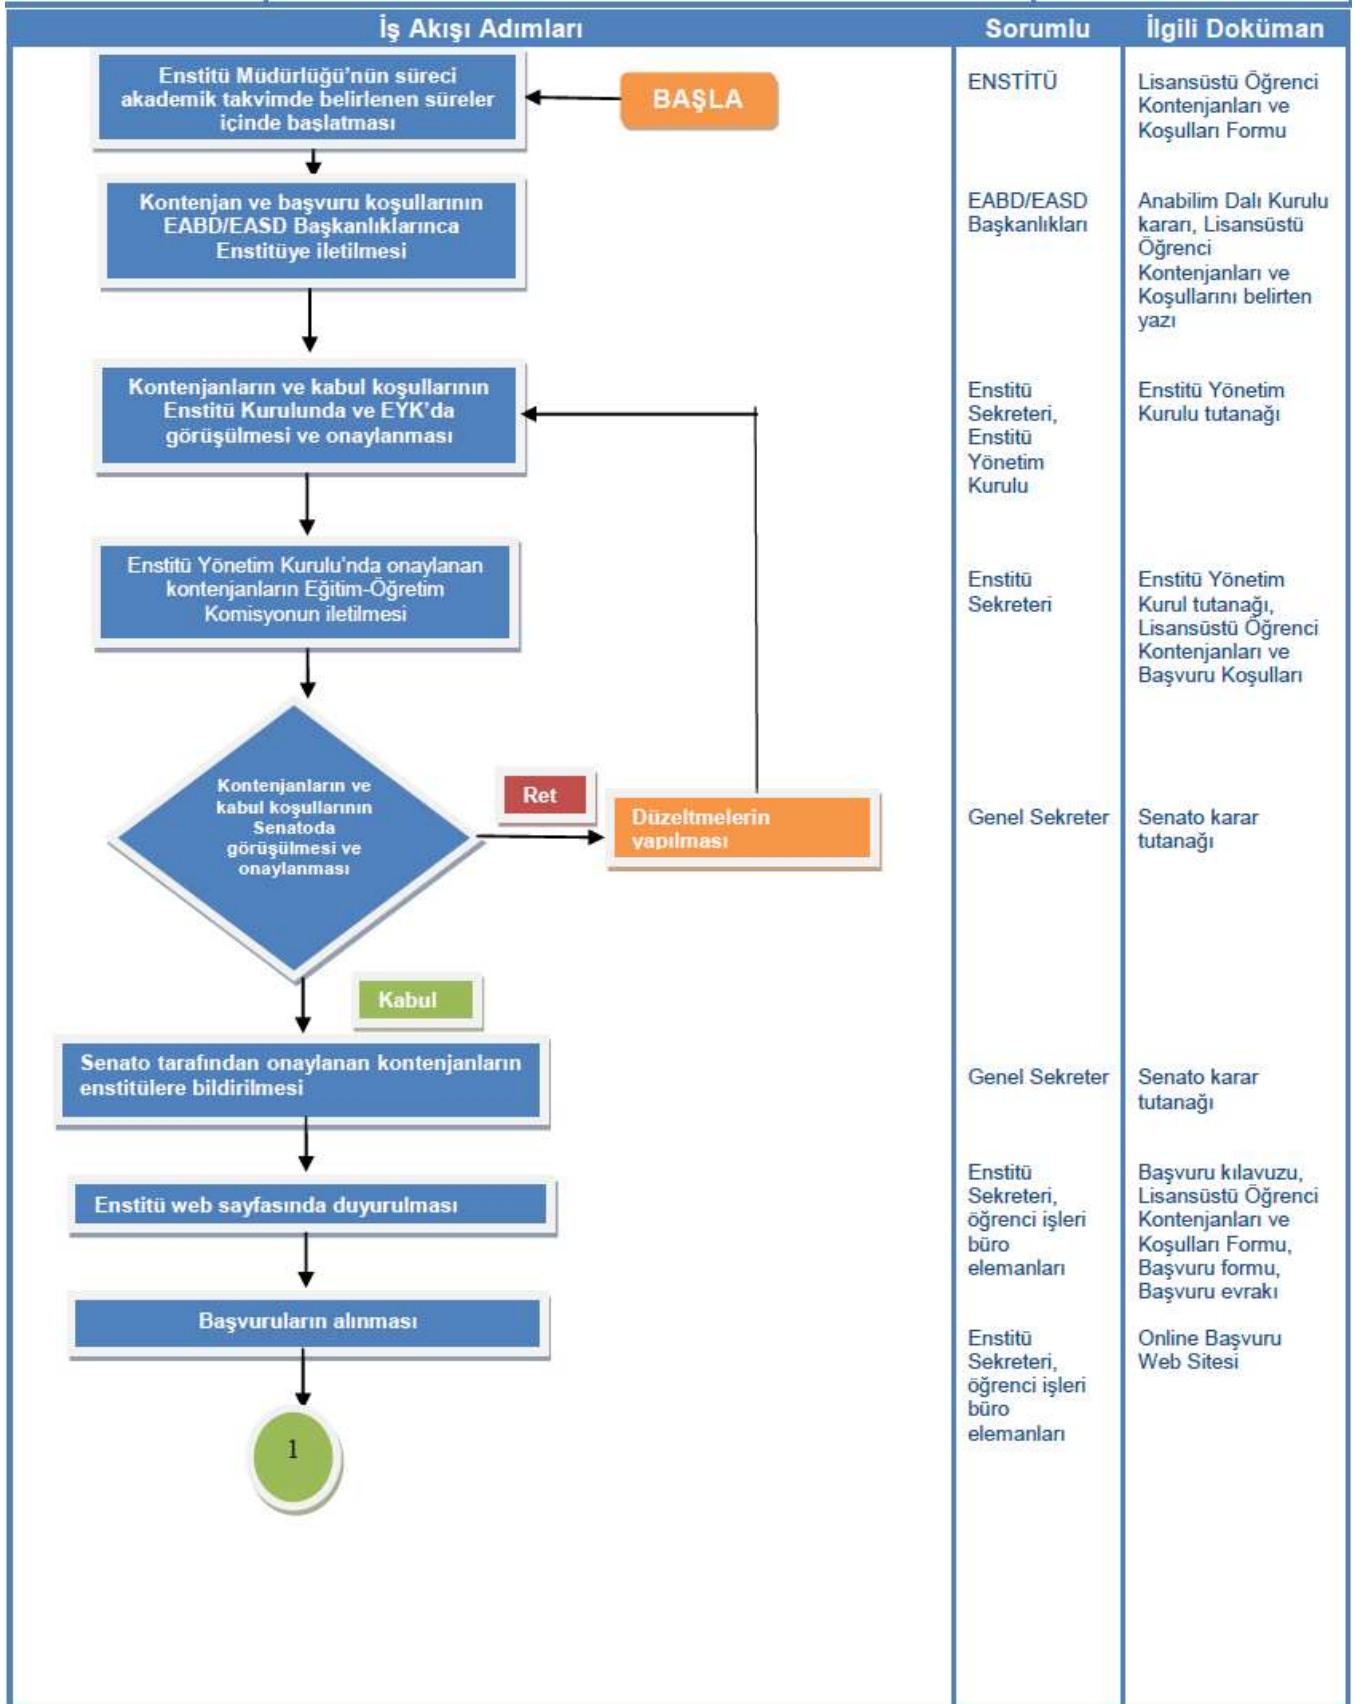 İş Akışı Adımları
Sorumlu
İlgili Doküman
Enstitü Müdürlüğü'nün süreci
akademik takvimde belirlenen süreler
içinde başlatması
BAŞLA
ENSTİTÜ
Lisansüstü Öğrenci
Kontenjanları ve
Koşulları Formu
Kontenjan ve başvuru koşullarının
EABD/EASD Başkanlıklarınca
Enstitüye iletilmesi
EABD/EASD
Başkanlıkları
Anabilim Dalı Kurulu
kararı, Lisansüstü
Öğrenci
Kontenjanları ve
Koşullarını belirten
yazı
Kontenjanların ve kabul koşullarının
Enstitü Kurulunda ve EYK'da
görüşülmesi ve onaylanması
Enstitü
Sekreteri,
Enstitü
Yönetim
Kurulu
Enstitü Yönetim
Kurulu tutanağı
Enstitü Yönetim Kurulu'nda onaylanan
kontenjanların Eğitim-Öğretim
Komisyonun iletilmesi
Enstitü
Sekreteri
Enstitü Yönetim
Kurul tutanağı,
Lisansüstü Öğrenci
Kontenjanları ve
Başvuru Koşulları
Kontenjanların ve
kabul koşullarının
Senatoda
görüşülmesi ve
onaylanması
Ret
Düzeltmelerin
yapılması
Genel Sekreter
Senato karar
tutanağı
Kabul
Senato tarafından onaylanan kontenjanların
enstitülere bildirilmesi
Genel Sekreter
Senato karar
tutanağı
Enstitü web sayfasında duyurulması
Enstitü
Sekreteri,
öğrenci işleri
büro
elemanları
Başvuru kılavuzu,
Lisansüstü Öğrenci
Kontenjanları ve
Koşulları Formu,
Başvuru formu,
Başvuru evrakı
Başvuruların alınması
Enstitü
Sekreteri,
öğrenci işleri
büro
elemanları
Online Başvuru
Web Sitesi
1